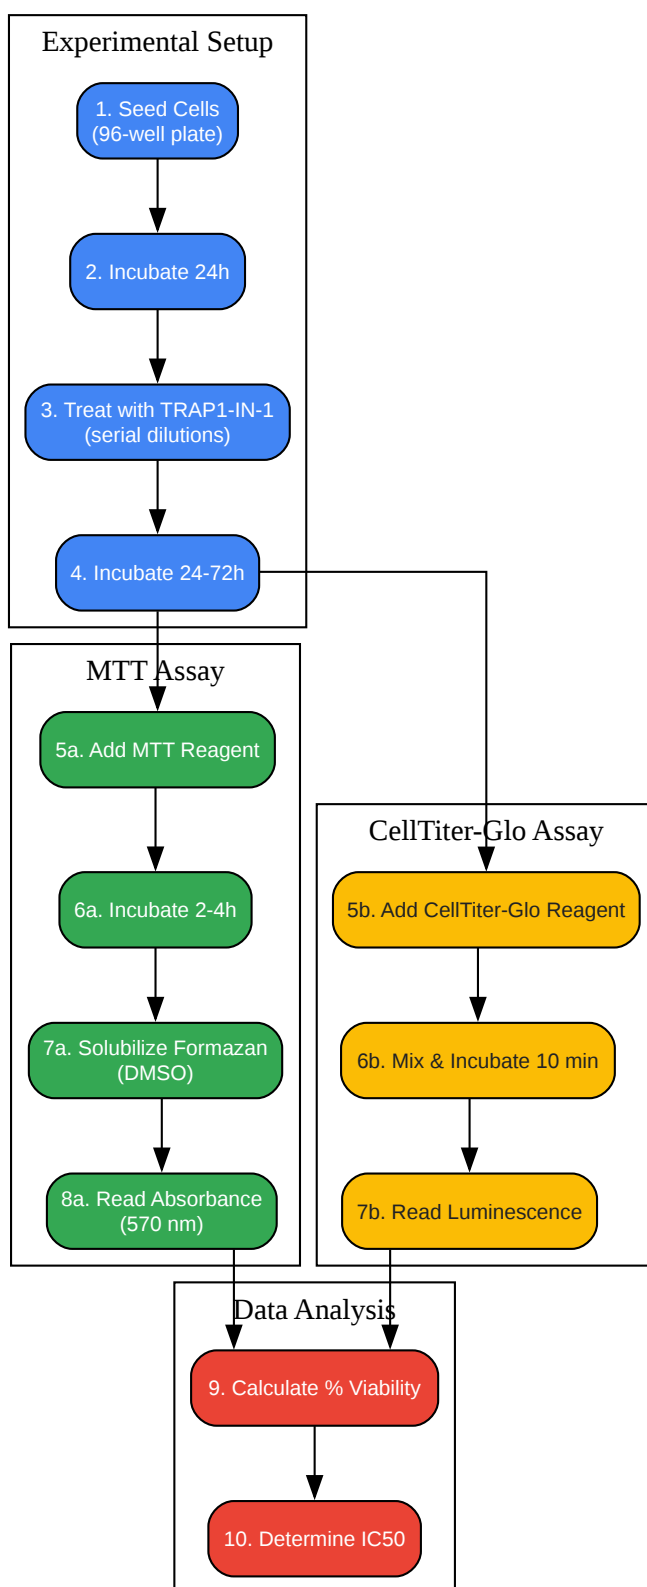 Experimental Setup
1. Seed Cells
(96-well plate)
2. Incubate 24h
3. Treat with TRAP1-IN-1
(serial dilutions)
4. Incubate 24-72h
MTT Assay
5a. Add MTT Reagent
6a. Incubate 2-4h
7a. Solubilize Formazan
(DMSO)
8a. Read Absorbance
(570 nm)
CellTiter-Glo Assay
5b. Add CellTiter-Glo Reagent
6b. Mix & Incubate 10 min
7b. Read Luminescence
Data Analysis
9. Calculate % Viability
10. Determine IC50